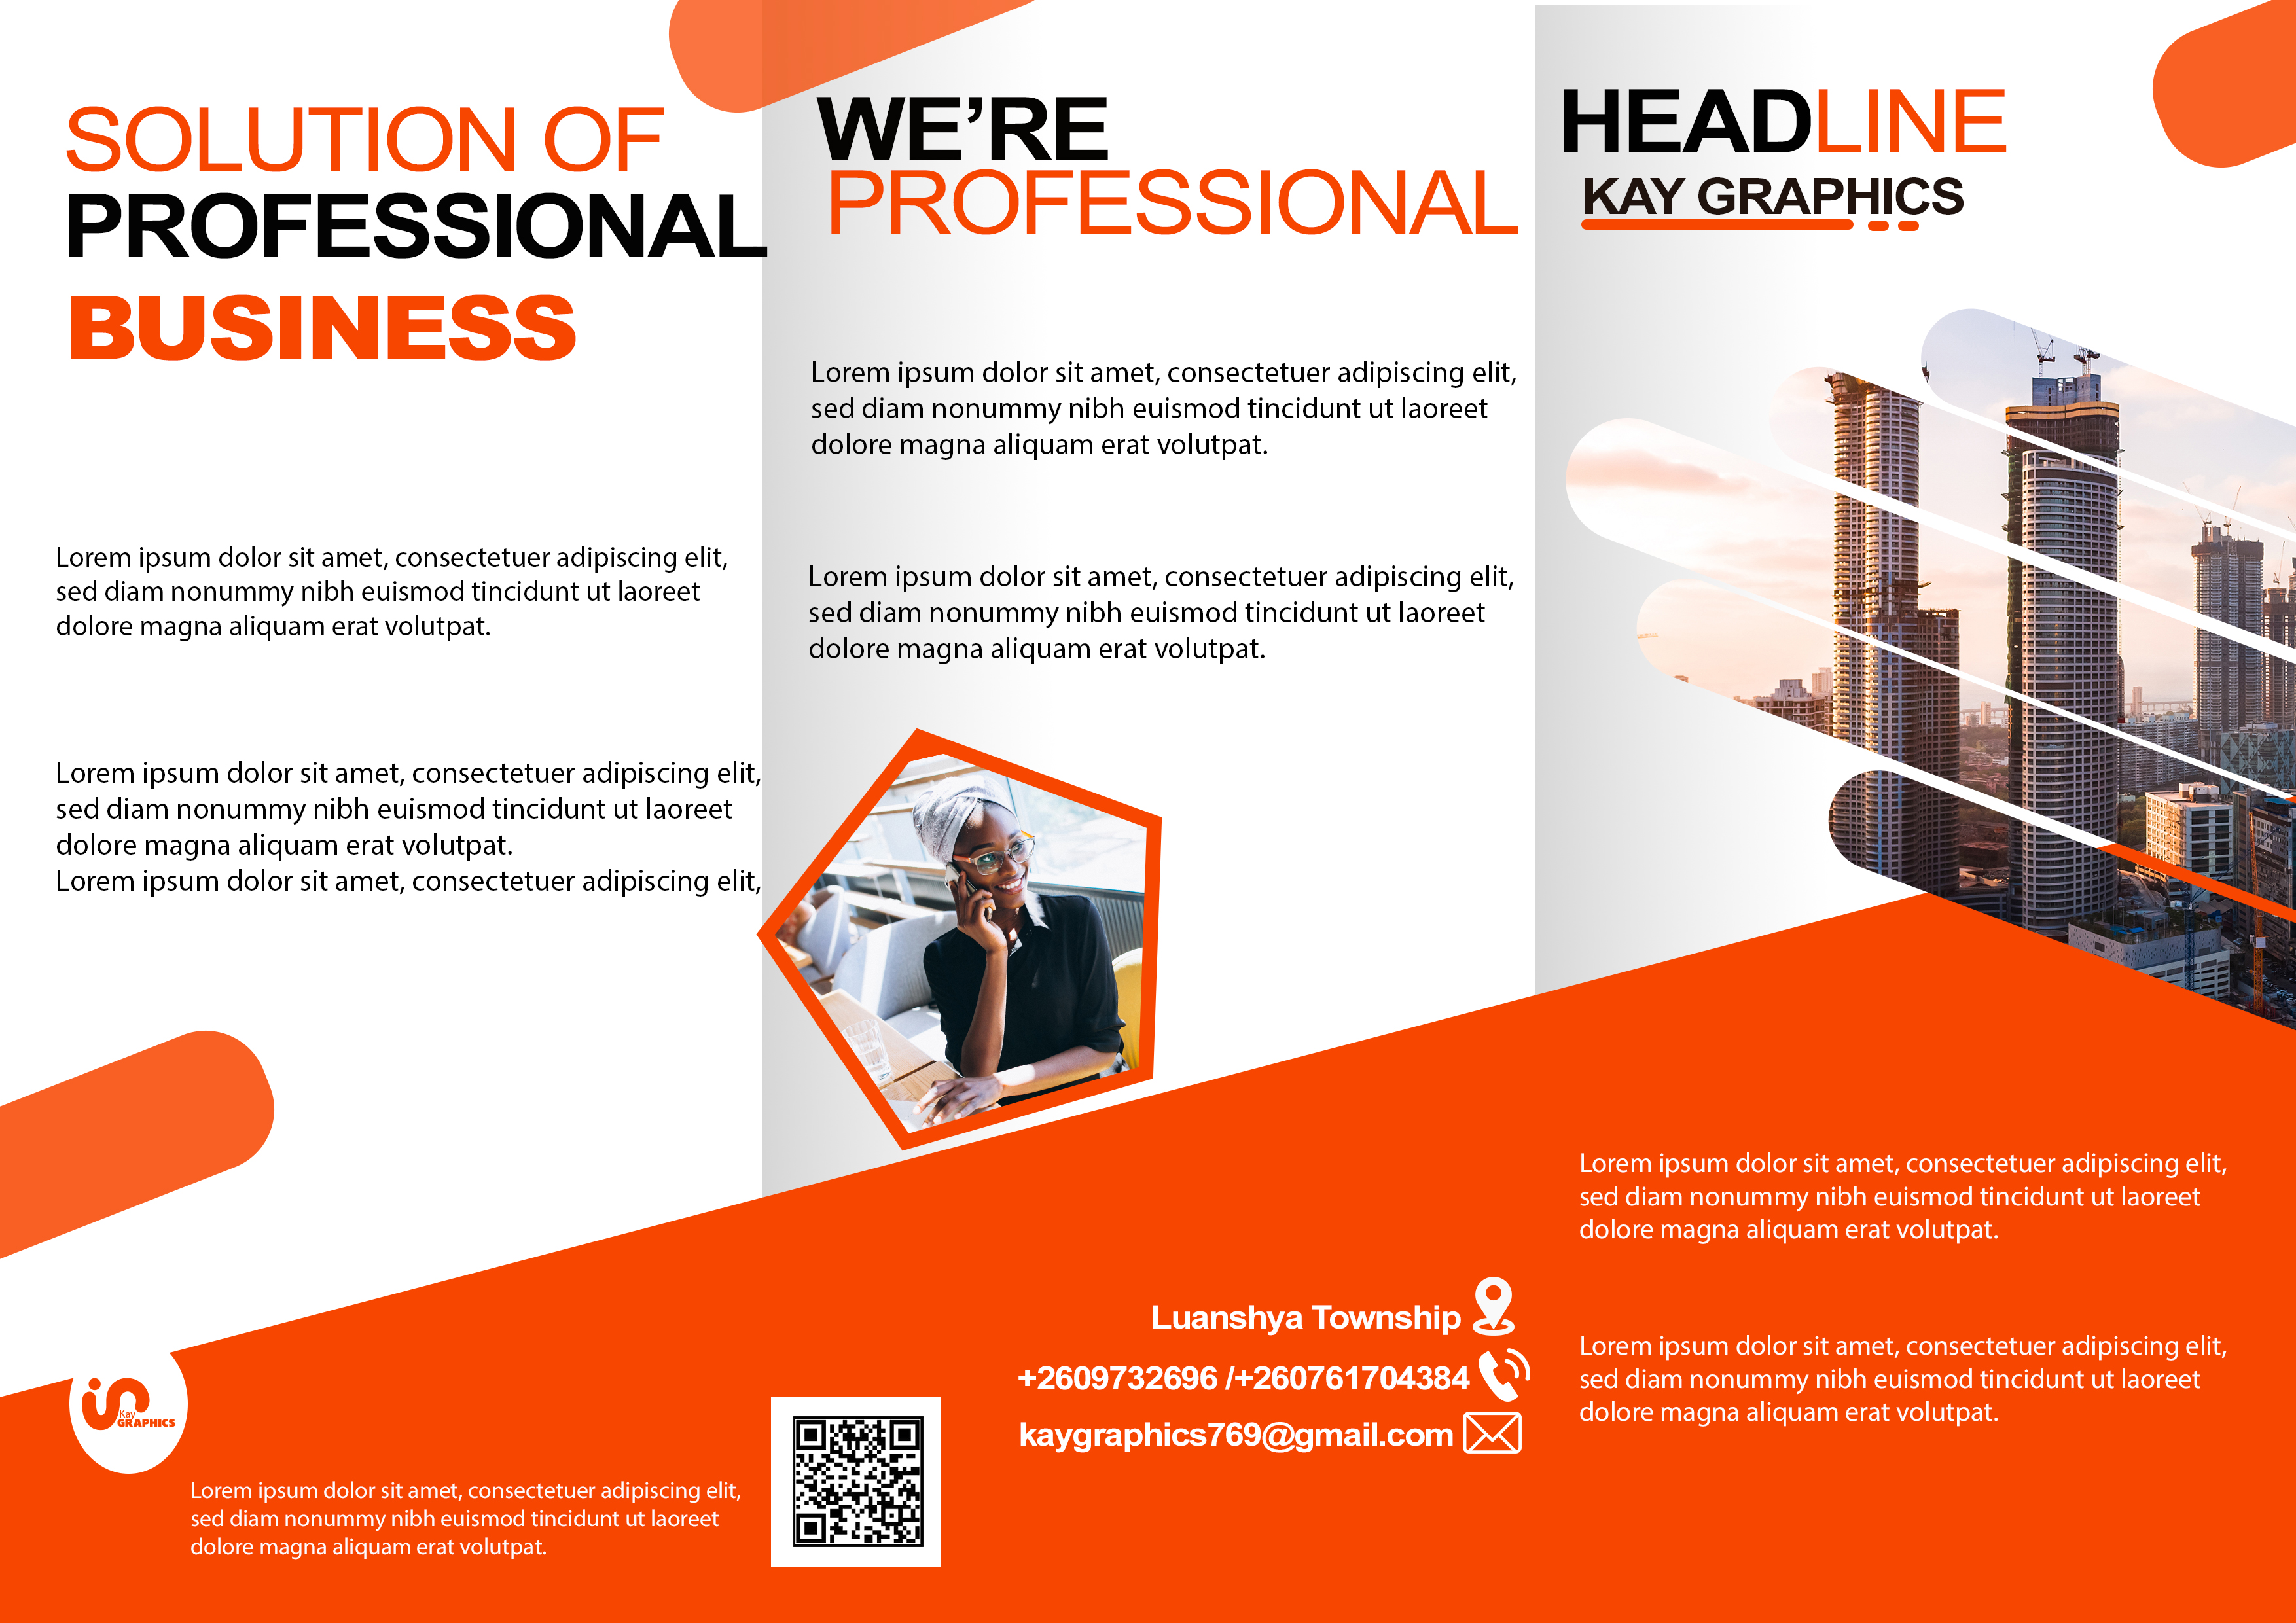 SOLUTION OF
PROFESSIONAL
BUSINESS
Lorem ipsum dolor sit amet, consectetuer adipiscing elit,
sed diam nonummy nibh euismod tincidunt ut laoreet
dolore magna aliquam erat volutpat.
Lorem ipsum dolor sit amet, consectetuer adipiscing elit,
sed diam nonummy nibh euismod tincidunt ut laoreet
dolore magna aliquam erat volutpat.
Lorem ipsum dolor sit amet, consectetuer adipiscing elit,
Kay
GRAPHICS
Lorem ipsum dolor sit amet, consectetuer adipiscing elit,
sed diam nonummy nibh euismod tincidunt ut laoreet
dolore magna aliquam erat volutpat.
WE’RE
PROFESSIONAL
Lorem ipsum dolor sit amet, consectetuer adipiscing elit,
sed diam nonummy nibh euismod tincidunt ut laoreet
dolore magna aliquam erat volutpat.
Lorem ipsum dolor sit amet, consectetuer adipiscing elit,
sed diam nonummy nibh euismod tincidunt ut laoreet
dolore magna aliquam erat volutpat.
Luanshya Township
+2609732696 /+260761704384
kaygraphics769@gmail.com
HEADLINE
KAY GRAPHICS
Lorem ipsum dolor sit amet, consectetuer adipiscing elit,
sed diam nonummy nibh euismod tincidunt ut laoreet
dolore magna aliquam erat volutpat.
Lorem ipsum dolor sit amet, consectetuer adipiscing elit,
sed diam nonummy nibh euismod tincidunt ut laoreet
dolore magna aliquam erat volutpat.